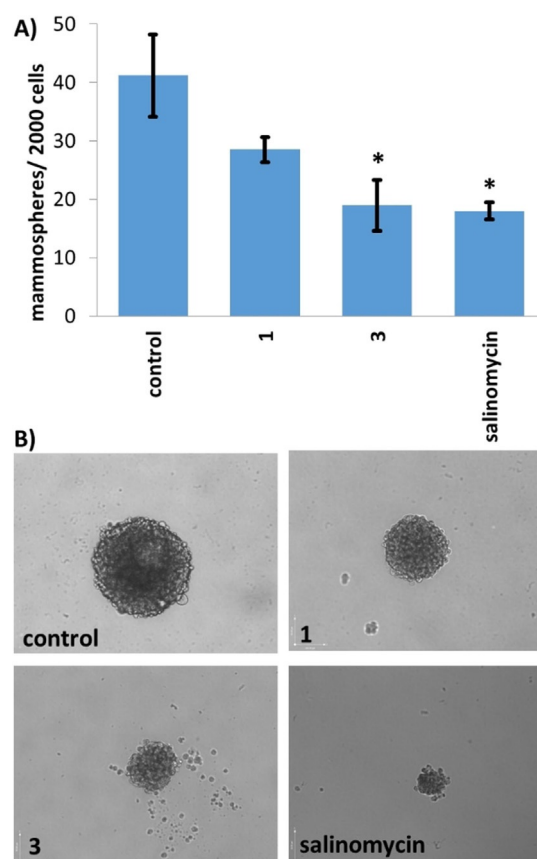 A)
mammospheres/ 2000 cells
50
40
30
20
10
0
*
*
control
1
3
salinomycin
B)
control
1
3
salinomycin